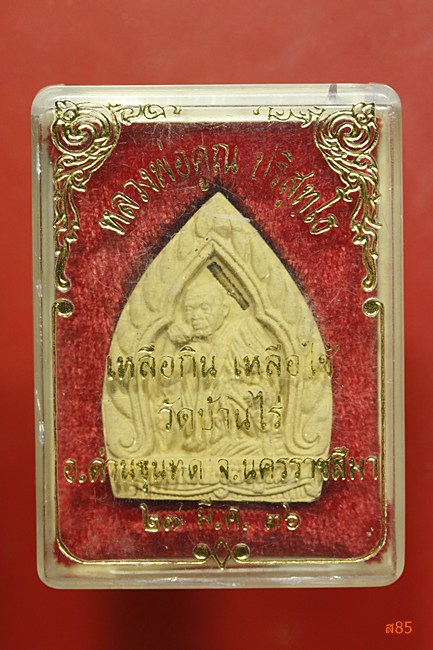 หลวงพ่อคูณ ปริสุทโธ
เหลือกิน เหลือใช้
วัดบ้านไร่
อ.ด่านขุนทด จ.นครราชสีมา
๒๗ มี.ค. ๓๖
ส85